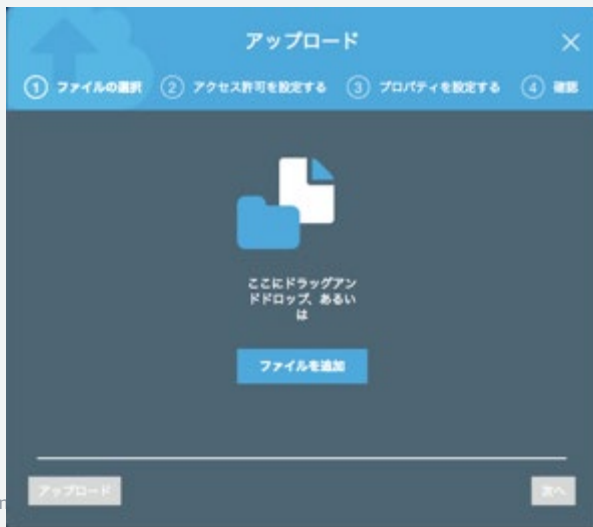 アップロード
① ファイルの選択 ② アクセス許可を設定する ③ プロパティを設定する ④ 確認
ここにドラッグアン
ドドロップ、あるい
は
ファイルを追加
アップロード 次へ